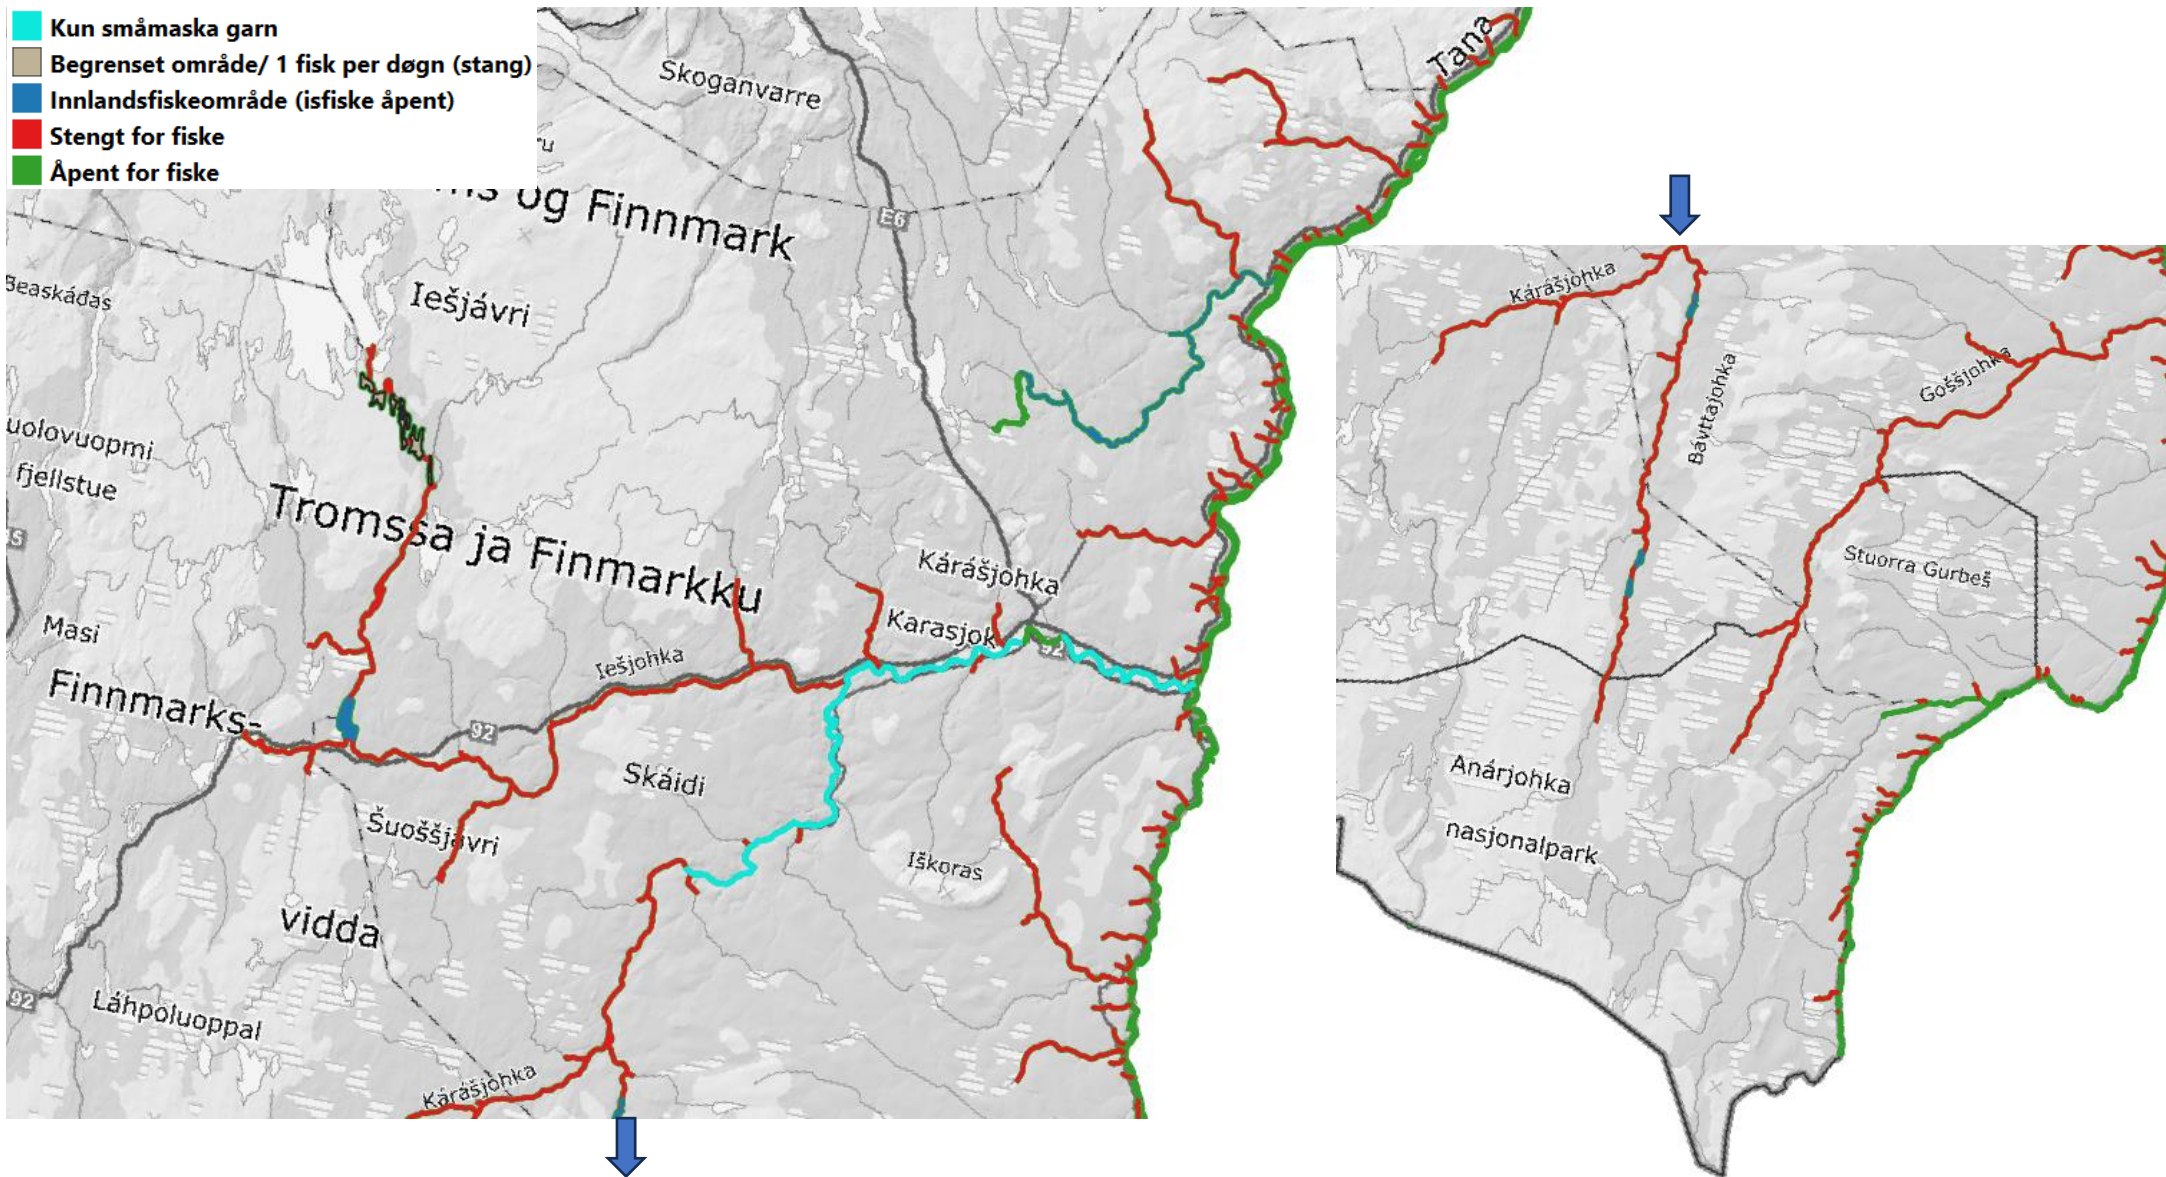 Kun småmaska garn
Begrenset område/ 1 fisk per døgn (stang)
Innlandsfiskeområde (isfiske åpent)
Stengt for fiske
Åpent for fiske
Skoganvarre
Tana
og Finnmark
E6
Iešjávri
Beaskádas
fjellstue
Tromssa ja Finmarkku
Masi
Finnmarks-
vidda
Kárášjohka
Karasjok
92
Iešjohka
92
Skáidi
Šuoššjávri
Iškoras
92
Láhpoluoppal
Kárášjohka
Kárášjohka
Bávttajohka
Goššjohka
Stuorra Gurbeš
Anárjohka
nasjonalpark